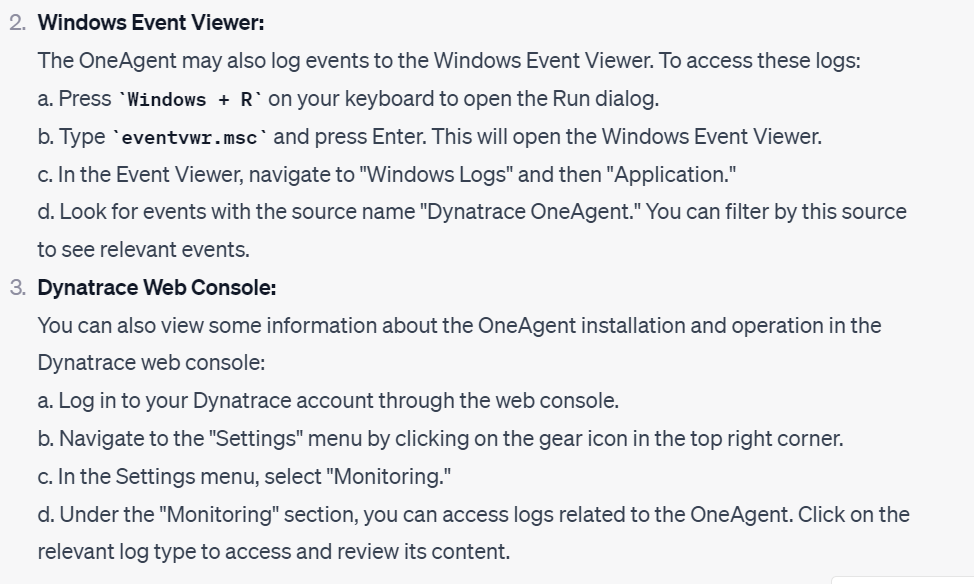 2. Windows Event Viewer:
The OneAgent may also log events to the Windows Event Viewer. To access these logs:
a. Press `Windows + R` on your keyboard to open the Run dialog.
b. Type `eventvwr.msc` and press Enter. This will open the Windows Event Viewer.
c. In the Event Viewer, navigate to "Windows Logs" and then "Application."
d. Look for events with the source name "Dynatrace OneAgent." You can filter by this source
to see relevant events.
3. Dynatrace Web Console:
You can also view some information about the OneAgent installation and operation in the
Dynatrace web console:
a. Log in to your Dynatrace account through the web console.
b. Navigate to the "Settings" menu by clicking on the gear icon in the top right corner.
c. In the Settings menu, select "Monitoring."
d. Under the "Monitoring" section, you can access logs related to the OneAgent. Click on the
relevant log type to access and review its content.